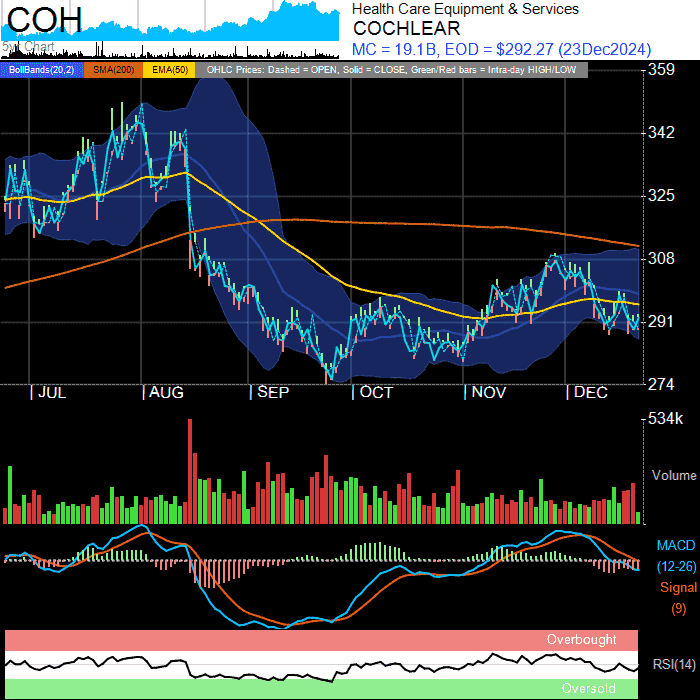 COH
5yr Chart
Health Care Equipment & Services
COCHLEAR
MC = 19.1B, EOD = $292.27 (23Dec2024)
BollBands(20,2) SMA(200) EMA(50) OHLC Prices: Dashed = OPEN, Solid = CLOSE, Green/Red bars = Intra-day HIGH/LOW
359
342
325
308
291
274
JUL AUG SEP OCT NOV DEC
534k
Volume
MACD
(12-26)
Signal
(9)
Overbought
RSI(14)
Oversold